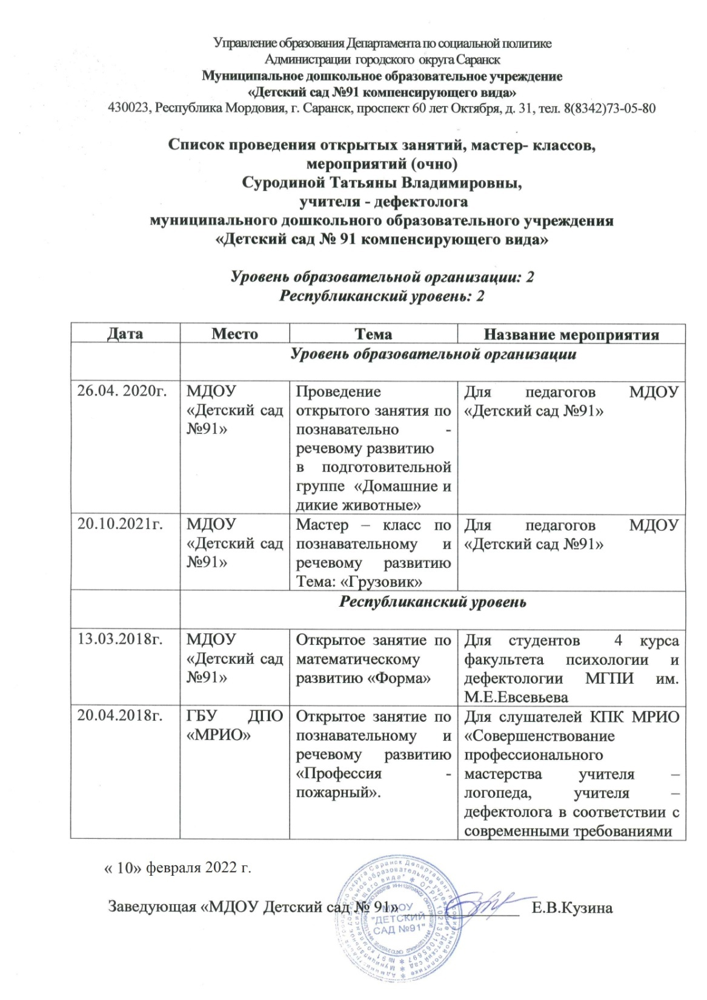 Управление образования Департамента по социальной политике
Администрации городского округа Саранск
Муниципальное дошкольное образовательное учреждение
«Детский сад №91 компенсирующего вида»
430023, Республика Мордовия, г. Саранск, проспект 60 лет Октября, д. 31, тел. 8(8342)73-05-80
Список проведения открытых занятий, мастер- классов,
мероприятий (очно)
Суродиной Татьяны Владимировны,
учителя - дефектолога
муниципального дошкольного образовательного учреждения
«Детский сад № 91 компенсирующего вида»
Уровень образовательной организации: 2
Республиканский уровень: 2
Дата Место Тема Название мероприятия
Уровень образовательной организации
26.04. 2020г.
МДОУ
«Детский сад
№91»
Проведение
открытого занятия по
познавательно -
речевому развитию
в подготовительной
группе «Домашние и
дикие животные»
Для педагогов МДОУ
«Детский сад №91»
20.10.2021г.
МДОУ
«Детский сад
№91»
Мастер – класс по
познавательному и
речевому развитию
Тема: «Грузовик»
Для педагогов МДОУ
«Детский сад №91»
Республиканский уровень
13.03.2018г.
МДОУ
«Детский сад
№91»
Открытое занятие по
математическому
развитию «Форма»
Для студентов 4 курса
факультета психологии и
дефектологии МГПИ им.
М.Е.Евсевьева
20.04.2018г.
ГБУ ДПО
«МРИО»
Открытое занятие по
познавательному и
речевому развитию
«Профессия -
пожарный».
Для слушателей КПК МРИО
«Совершенствование
профессионального
мастерства учителя –
логопеда, учителя –
дефектолога в соответствии с
современными требованиями
« 10» февраля 2022 г.
Заведующая «МДОУ Детский сад № 91» Е.В.Кузина
МДОУ
"ДЕТСКИЙ
САД №91"